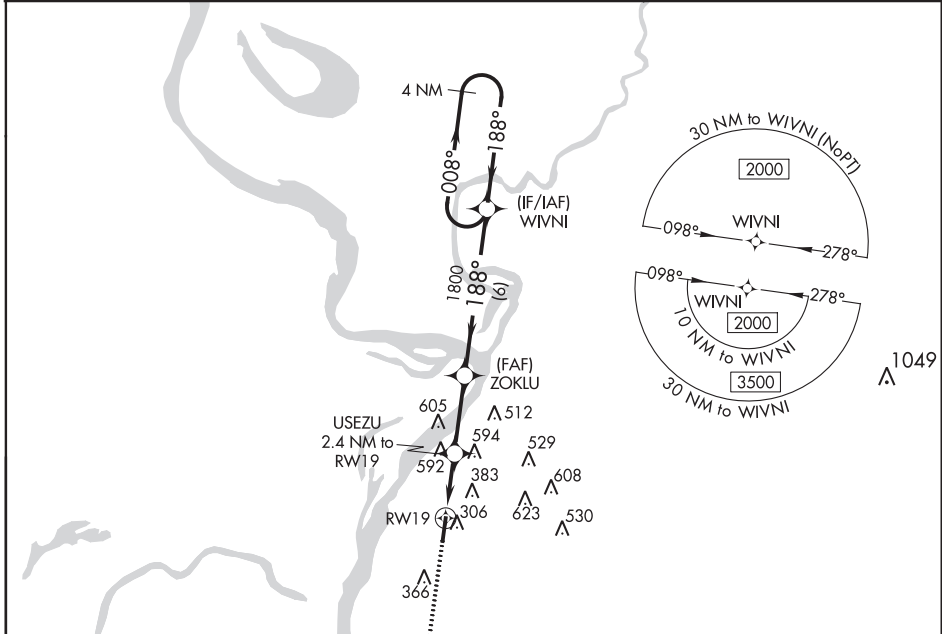 4 NM
188°
008°
(IF/IAF)
WIVNI
1800
188°
(6)
(FAF)
ZOKLU
605
512
USEZU
2.4 NM to
RW19
592
594
529
383
608
623
RW19
306
530
366
30 NM to WIVNI (NoPT)
2000
WIVNI
098°
278°
098°
278°
WIVNI
2000
10 NM to WIVNI
3500
30 NM to WIVNI
1049